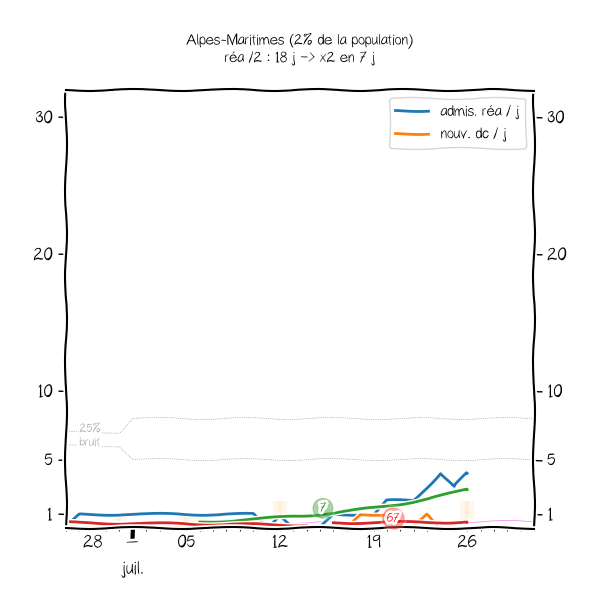 Alpes-Maritimes (2% de la population)
réa /2 : 18 j -> x2 en 7 j
admis. réa / j
nouv. dc / j
30 30
20 20
10 10
25%
bruit
5 5
7
67
1 1
28 1 05 12 19 26
juil.